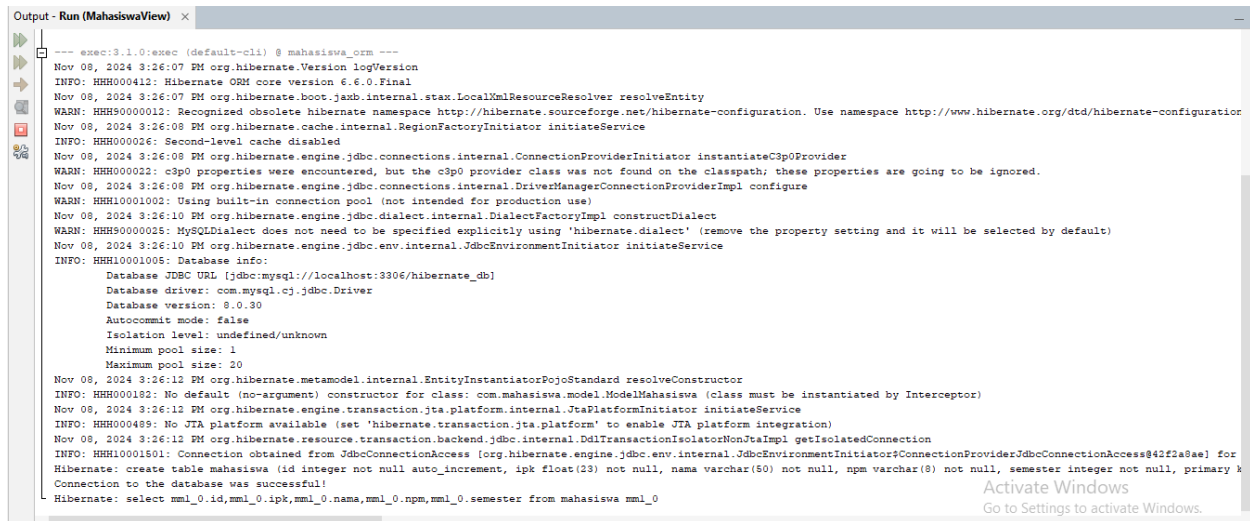 Output - Run (MahasiswaView) ×
--- exec:3.1.0:exec (default-cli) @ mahasiswa_orm ---
Nov 08, 2024 3:26:07 PM org.hibernate.Version logVersion
INFO: HHH000412: Hibernate ORM core version 6.6.0.Final
Nov 08, 2024 3:26:07 PM org.hibernate.boot.jaxb.internal.stax.LocalXmlResourceResolver resolveEntity
WARN: HHH90000012: Recognized obsolete hibernate namespace http://hibernate.sourceforge.net/hibernate-configuration. Use namespace http://www.hibernate.org/dtd/hibernate-configuration
Nov 08, 2024 3:26:08 PM org.hibernate.cache.internal.RegionFactoryInitiator initiateService
INFO: HHH000026: Second-level cache disabled
Nov 08, 2024 3:26:08 PM org.hibernate.engine.jdbc.connections.internal.ConnectionProviderInitiator instantiateC3p0Provider
WARN: HHH000022: c3p0 properties were encountered, but the c3p0 provider class was not found on the classpath; these properties are going to be ignored.
Nov 08, 2024 3:26:08 PM org.hibernate.engine.jdbc.connections.internal.DriverManagerConnectionProviderImpl configure
WARN: HHH10001002: Using built-in connection pool (not intended for production use)
Nov 08, 2024 3:26:10 PM org.hibernate.engine.jdbc.dialect.internal.DialectFactoryImpl constructDialect
WARN: HHH90000025: MySQLDialect does not need to be specified explicitly using 'hibernate.dialect' (remove the property setting and it will be selected by default)
Nov 08, 2024 3:26:10 PM org.hibernate.engine.jdbc.env.internal.JdbcEnvironmentInitiator initiateService
INFO: HHH10001005: Database info:
Database JDBC URL [jdbc:mysql://localhost:3306/hibernate_db]
Database driver: com.mysql.cj.jdbc.Driver
Database version: 8.0.30
Autocommit mode: false
Isolation level: undefined/unknown
Minimum pool size: 1
Maximum pool size: 20
Nov 08, 2024 3:26:12 PM org.hibernate.metamodel.internal.EntityInstantiatorPojoStandard resolveConstructor
INFO: HHH000182: No default (no-argument) constructor for class: com.mahasiswa.model.ModelMahasiswa (class must be instantiated by Interceptor)
Nov 08, 2024 3:26:12 PM org.hibernate.engine.transaction.jta.platform.internal.JtaPlatformInitiator initiateService
INFO: HHH000489: No JTA platform available (set 'hibernate.transaction.jta.platform' to enable JTA platform integration)
Nov 08, 2024 3:26:12 PM org.hibernate.resource.transaction.backend.jdbc.internal.DdlTransactionIsolatorNonJtaImpl getIsolatedConnection
INFO: HHH10001501: Connection obtained from JdbcConnectionAccess [org.hibernate.engine.jdbc.env.internal.JdbcEnvironmentInitiator$ConnectionProviderJdbcConnectionAccess@42f2a8ae] for
Hibernate: create table mahasiswa (id integer not null auto_increment, ipk float(23) not null, nama varchar(50) not null, npm varchar(8) not null, semester integer not null, primary k
Connection to the database was successful!
Hibernate: select mm1_0.id,mm1_0.ipk,mm1_0.nama,mm1_0.npm,mm1_0.semester from mahasiswa mm1_0
Activate Windows
Go to Settings to activate Windows.